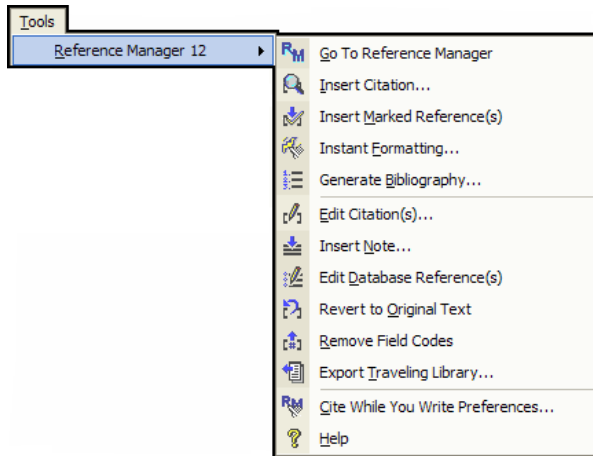 Tools
Reference Manager 12
RM Go To Reference Manager
Insert Citation...
Insert Marked Reference(s)
Instant Formatting...
Generate Bibliography...
Edit Citation(s)...
Insert Note...
Edit Database Reference(s)
Revert to Original Text
Remove Field Codes
Export Traveling Library...
RM Cite While You Write Preferences...
Help